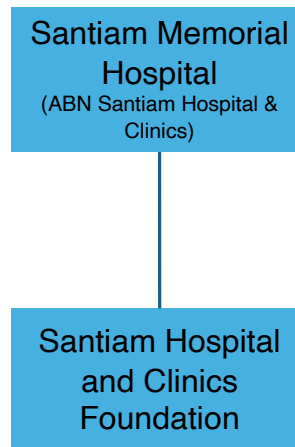 Santiam Memorial
Hospital
(ABN Santiam Hospital &
Clinics)
Santiam Hospital
and Clinics
Foundation